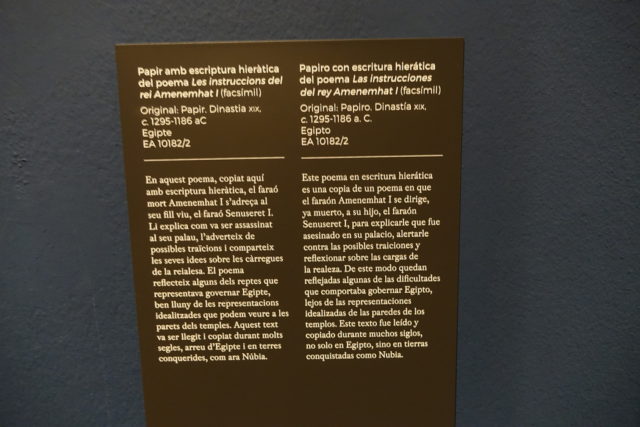 Papir amb escriptura hieràtica
del poema Les instruccions del
rei Amenemhat I (facsímil)
Original: Papir. Dinastia XIX,
c. 1295-1186 aC
Egipte
EA 10182/2
En aquest poema, copiat aquí
amb escriptura hieràtica, el faraó
mort Amenemhat I s'adreça al
seu fill viu, el faraó Senuseret I.
Li explica com va ser assassinat
al seu palau, l'adverteix de
possibles traïcions i comparteix
les seves idees sobre les càrregues
de la reialesa. El poema
reflecteix alguns dels reptes que
representava governar Egipte,
ben lluny de les representacions
idealitzades que podem veure a les
parets dels temples. Aquest text
va ser llegit i copiat durant molts
segles, arreu d'Egipte i en terres
conquerides, com ara Núbia.
Papiro con escritura hierática
del poema Las instrucciones
del rey Amenemhat I (facsímil)
Original: Papiro. Dinastía XIX,
c. 1295-1186 a. C.
Egipto
EA 10182/2
Este poema en escritura hierática
es una copia de un poema en que
el faraón Amenemhat I se dirige,
ya muerto, a su hijo, el faraón
Senuseret I, para explicarle que fue
asesinado en su palacio, alertarle
contra las posibles traiciones y
reflexionar sobre las cargas de
la realeza. De este modo quedan
reflejadas algunas de las dificultades
que comportaba gobernar Egipto,
lejos de las representaciones
idealizadas de las paredes de los
templos. Este texto fue leído y
copiado durante muchos siglos,
no solo en Egipto, sino en tierras
conquistadas como Nubia.